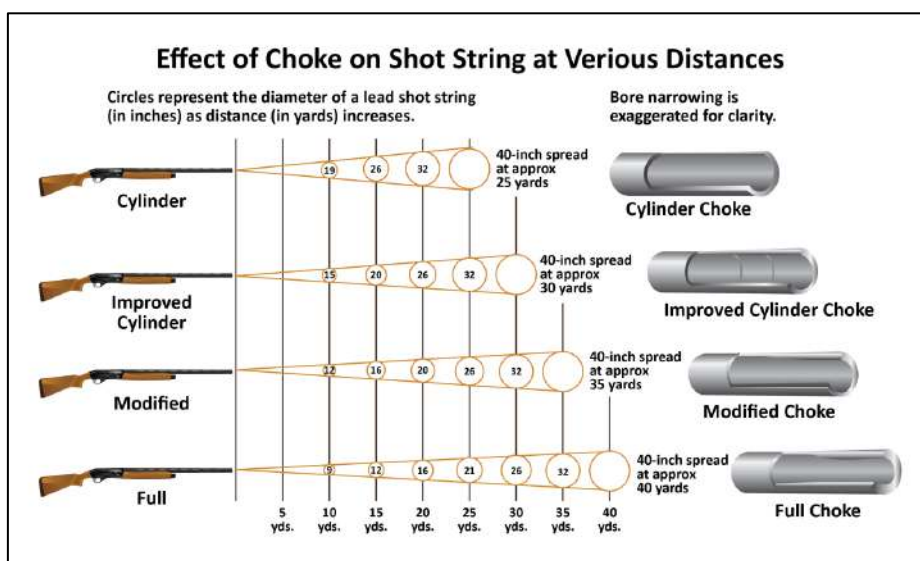 Effect of Choke on Shot String at Verious Distances
Circles represent the diameter of a lead shot string
(in inches) as distance (in yards) increases.
Bore narrowing is
exaggerated for clarity.
19 26 32
40-inch spread
at approx
25 yards
Cylinder
Cylinder Choke
15 20 26 32
40-inch spread
at approx
30 yards
Improved
Cylinder
Improved Cylinder Choke
12 16 20 26 32
40-inch spread
at approx
35 yards
Modified
Modified Choke
9 12 16 21 26 32
40-inch spread
at approx
40 yards
Full
Full Choke
5 10 15 20 25 30 35 40
yds. yds. yds. yds. yds. yds. yds. yds.